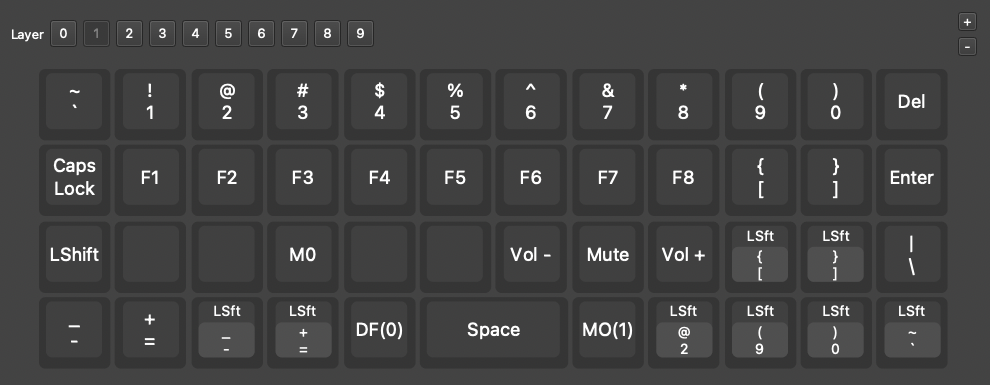 Layer 0 1 2 3 4 5 6 7 8 9 +
-
~ ! @ # $ % ^ & * ( ) Del
` 1 2 3 4 5 6 7 8 9 0
Caps Lock F1 F2 F3 F4 F5 F6 F7 F8 { } Enter
[ ]
LSft LSft
LShift M0 Vol - Mute Vol + { } |
[ ] \
LSft LSft LSft LSft LSft LSft
_ + _ + DF(0) Space MO(1) @ ( ) ~
- = - = 2 9 0 `